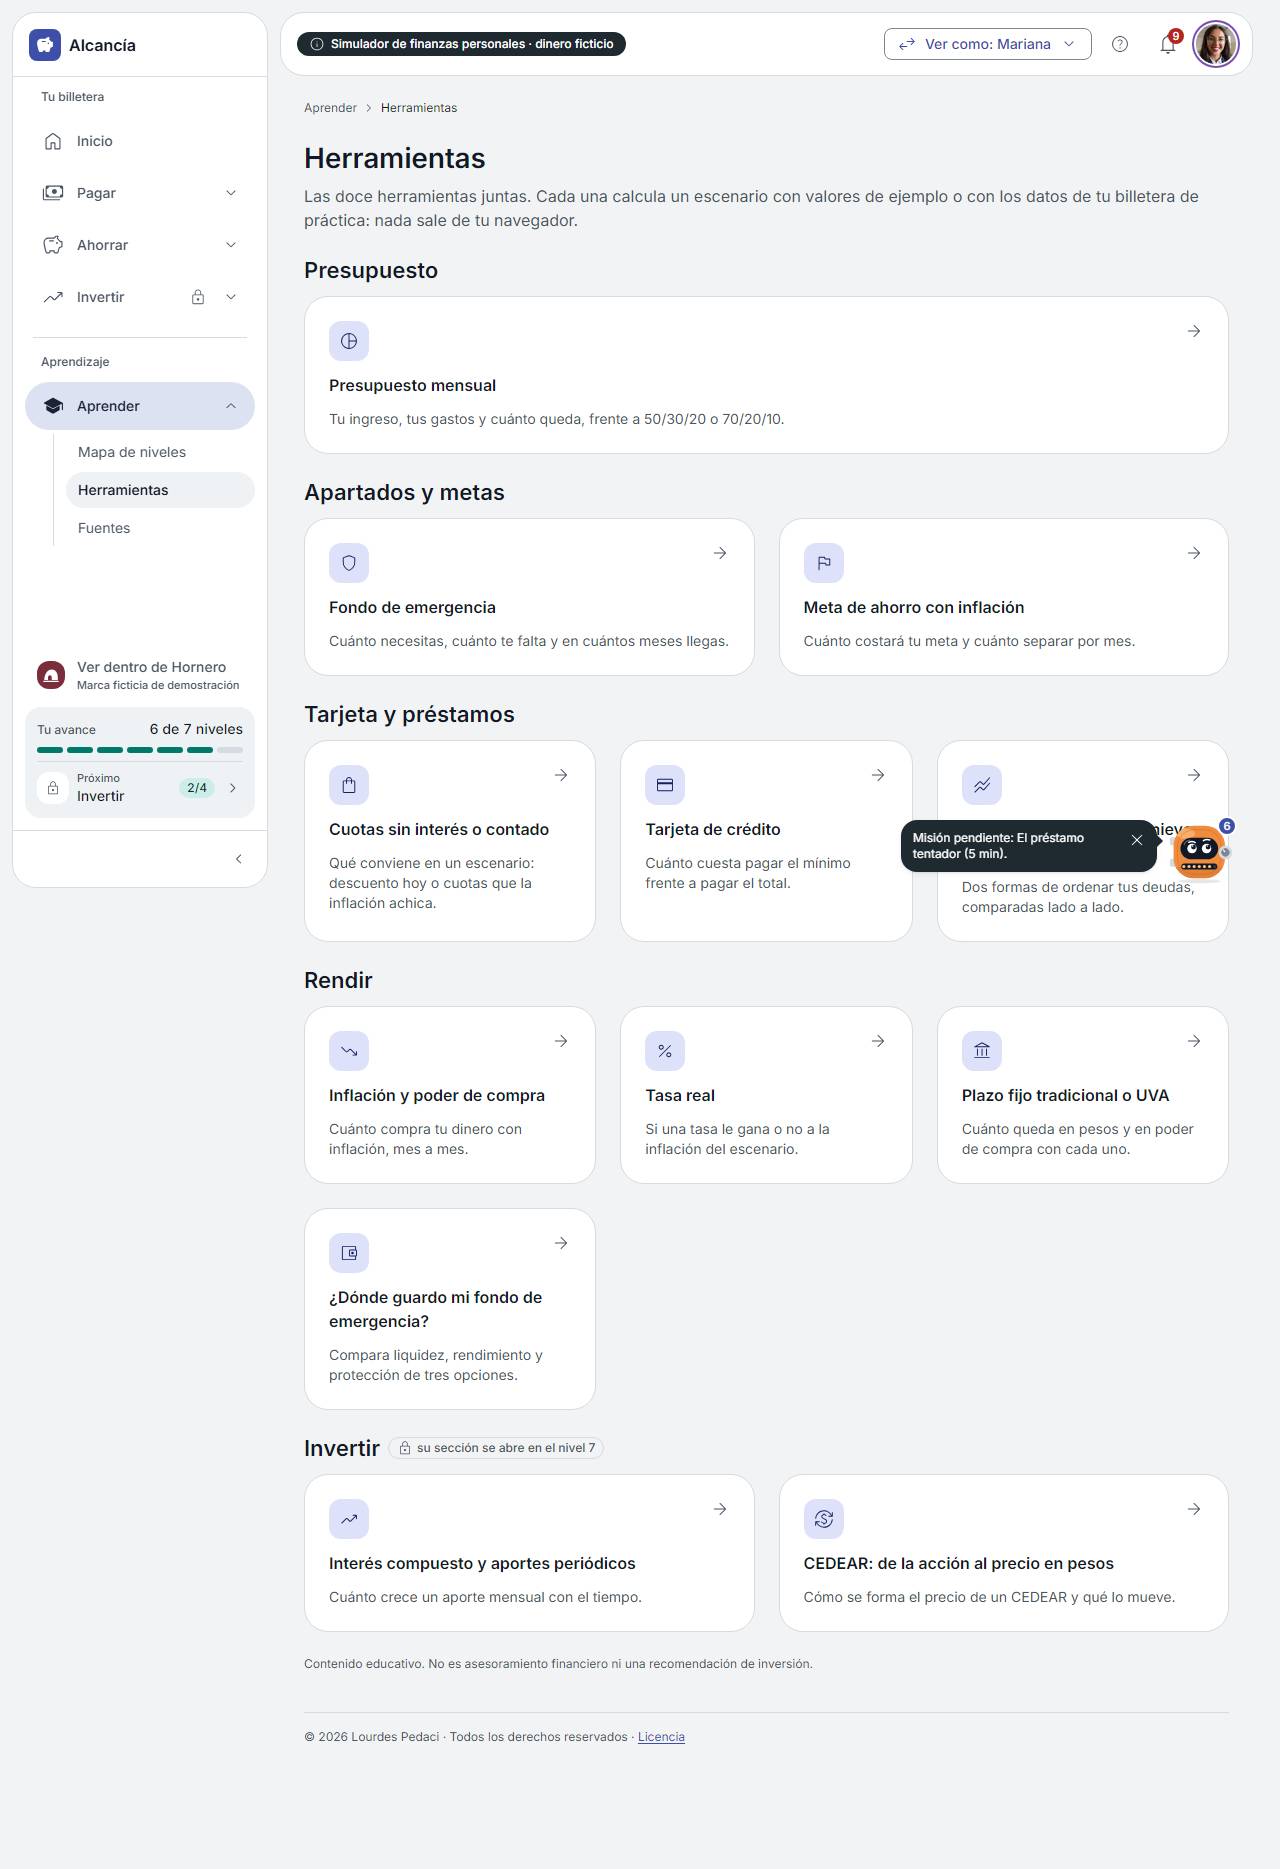 Alcancía
Simulador de finanzas personales · dinero ficticio
Ver como: Mariana
9
Tu billetera
Inicio
Pagar
Ahorrar
Invertir
Aprendizaje
Aprender
Mapa de niveles
Herramientas
Fuentes
Ver dentro de Hornero
Marca ficticia de demostración
Tu avance
6 de 7 niveles
Próximo
Invertir
2/4
Aprender
Herramientas
Herramientas
Las doce herramientas juntas. Cada una calcula un escenario con valores de ejemplo o con los datos de tu billetera de
práctica: nada sale de tu navegador.
Presupuesto
Presupuesto mensual
Tu ingreso, tus gastos y cuánto queda, frente a 50/30/20 o 70/20/10.
Apartados y metas
Fondo de emergencia
Cuánto necesitas, cuánto te falta y en cuántos meses llegas.
Meta de ahorro con inflación
Cuánto costará tu meta y cuánto separar por mes.
Tarjeta y préstamos
Cuotas sin interés o contado
Qué conviene en un escenario:
descuento hoy o cuotas que la
inflación achica.
Tarjeta de crédito
Cuánto cuesta pagar el mínimo
frente a pagar el total.
Misión pendiente: El préstamo
tentador (5 min).
6
Dos formas de ordenar tus deudas,
comparadas lado a lado.
Rendir
Inflación y poder de compra
Cuánto compra tu dinero con
inflación, mes a mes.
Tasa real
Si una tasa le gana o no a la
inflación del escenario.
Plazo fijo tradicional o UVA
Cuánto queda en pesos y en poder
de compra con cada uno.
¿Dónde guardo mi fondo de
emergencia?
Compara liquidez, rendimiento y
protección de tres opciones.
Invertir
su sección se abre en el nivel 7
Interés compuesto y aportes periódicos
Cuánto crece un aporte mensual con el tiempo.
CEDEAR: de la acción al precio en pesos
Cómo se forma el precio de un CEDEAR y qué lo mueve.
Contenido educativo. No es asesoramiento financiero ni una recomendación de inversión.
© 2026 Lourdes Pedaci · Todos los derechos reservados · Licencia